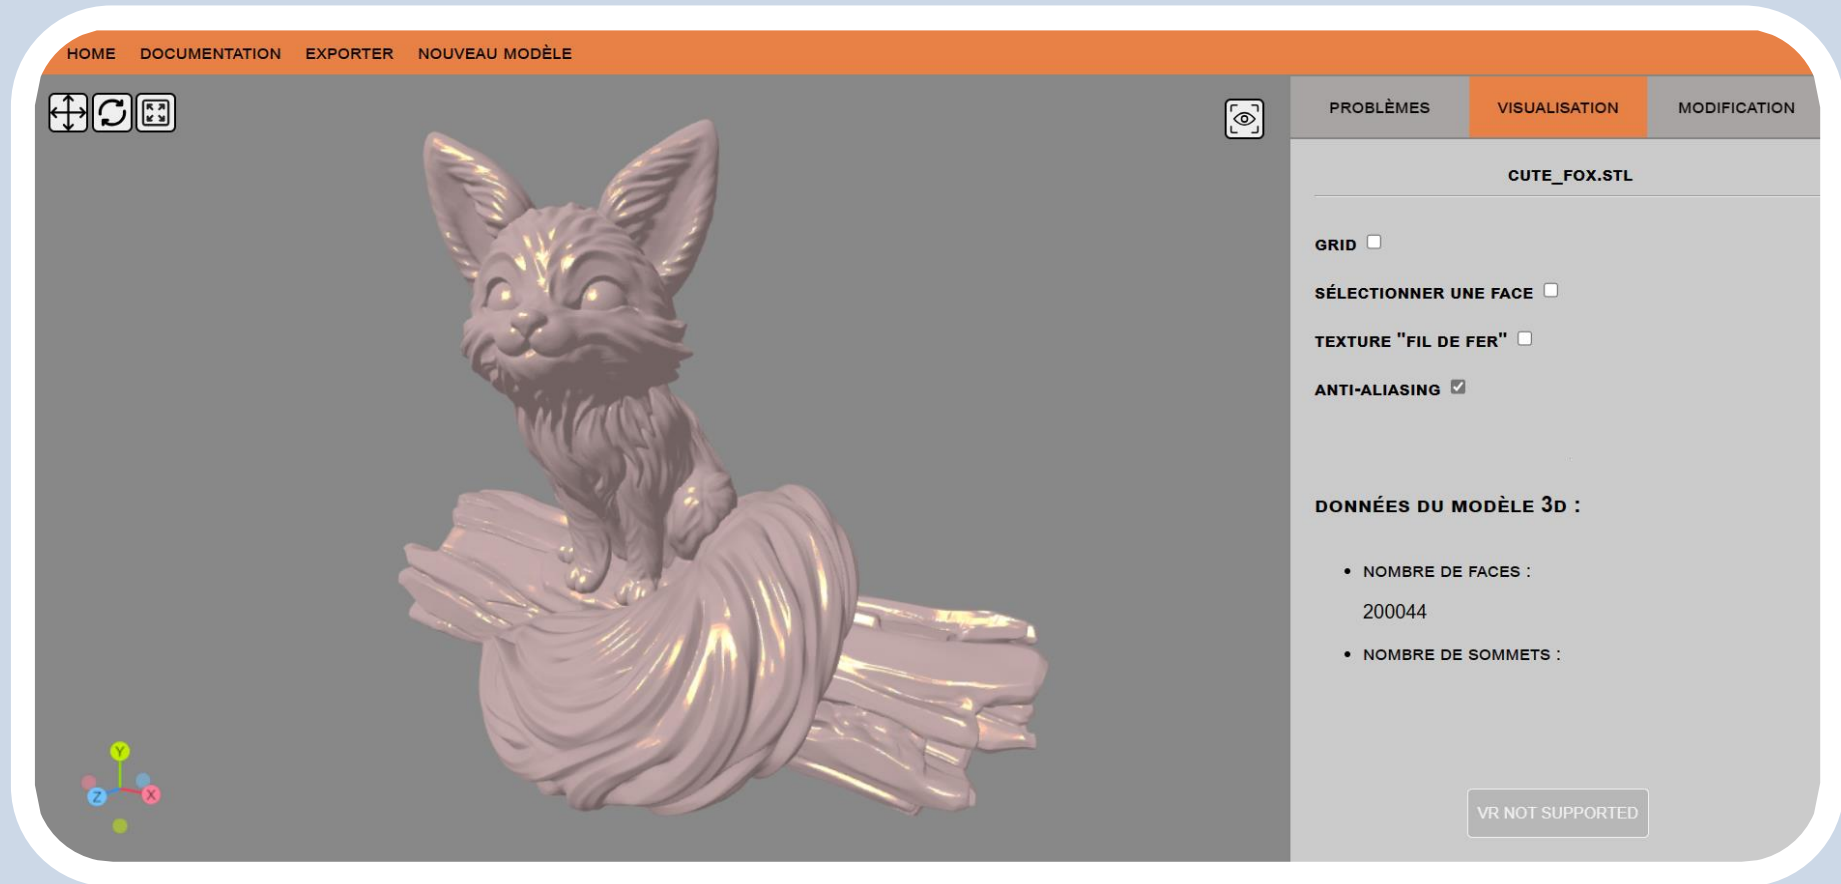 HOME DOCUMENTATION EXPORTER NOUVEAU MODÈLE
PROBLÈMES VISUALISATION MODIFICATION
CUTE_FOX.STL
GRID
SÉLECTIONNER UNE FACE
TEXTURE "FIL DE FER"
ANTI-ALIASING
DONNÉES DU MODÈLE 3D :
• NOMBRE DE FACES :
200044
• NOMBRE DE SOMMETS :
Y
Z X
VR NOT SUPPORTED